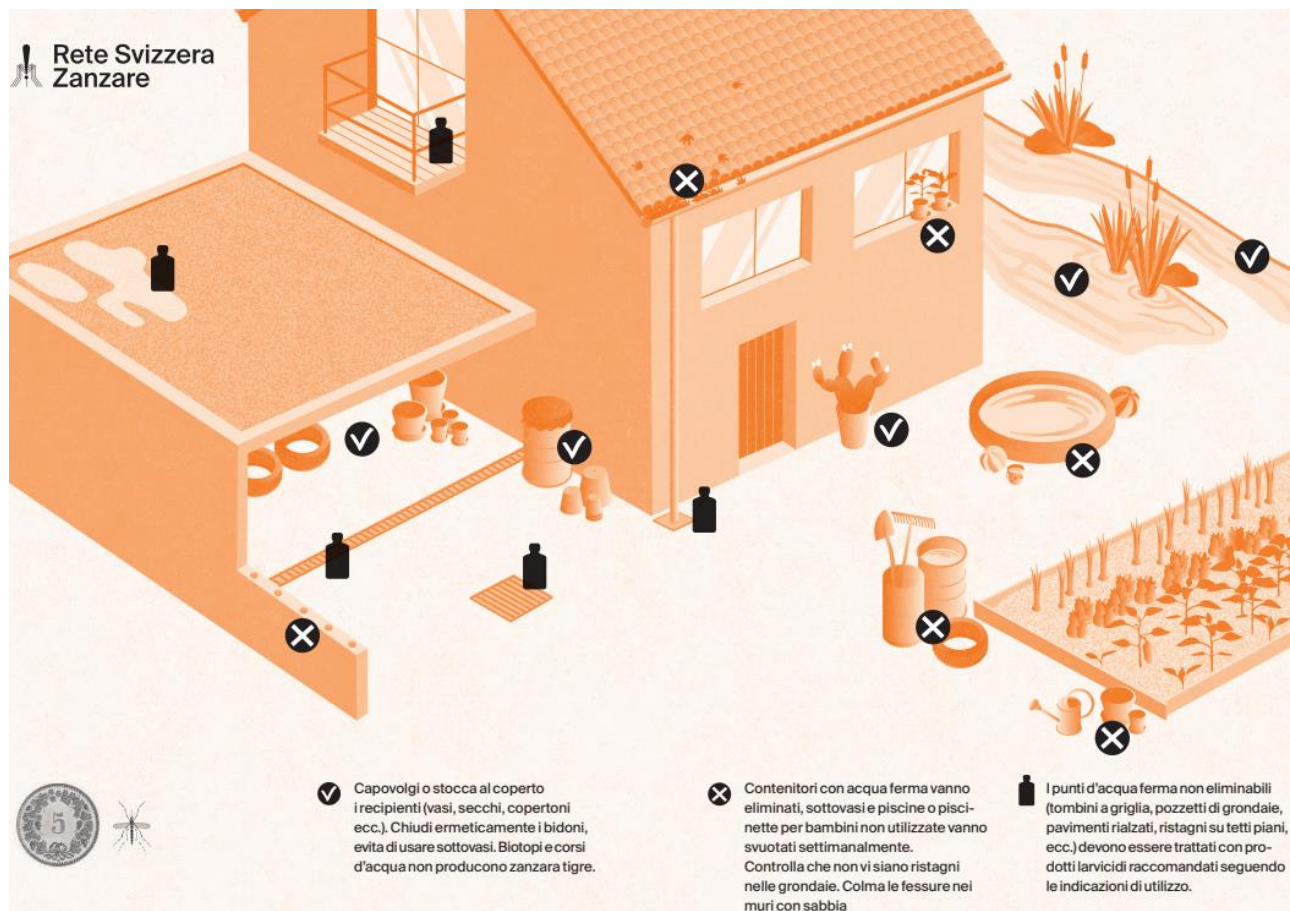 Rete Svizzera
Zanzare
5
Capovolgi o stocca al coperto
i recipienti (vasi, secchi, copertoni
ecc.). Chiudi ermeticamente i bidoni,
evita di usare sottovasi. Biotopi e corsi
d'acqua non producono zanzara tigre.
Contenitori con acqua ferma vanno
eliminati, sottovasi e piscine o pisci-
nette per bambini non utilizzate vanno
svuotati settimanalmente.
Controlla che non vi siano ristagni
nelle grondaie. Colma le fessure nei
muri con sabbia
I punti d'acqua ferma non eliminabili
(tombini a griglia, pozzetti di grondaie,
pavimenti rialzati, ristagni su tetti piani,
ecc.) devono essere trattati con pro-
dotti larvicidi raccomandati seguendo
le indicazioni di utilizzo.